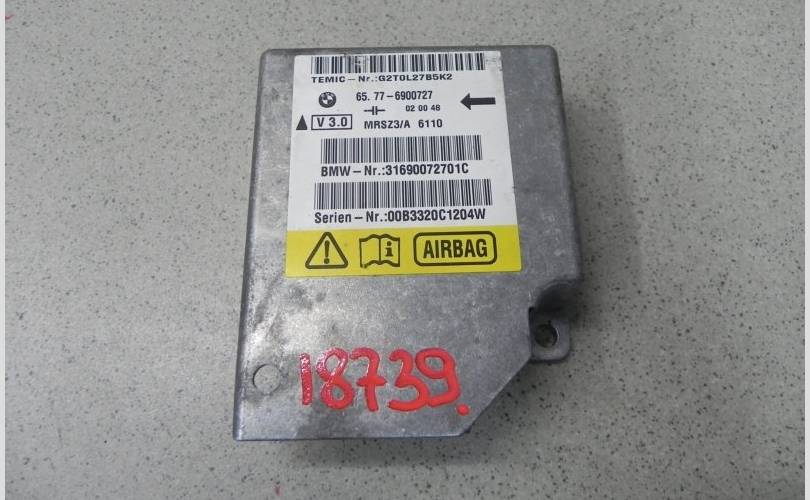 TEMIC-Nr.:G2T0L27B5K2
65.77-6900727
02 00 48
V 3.0 MRSZ3/A 6110
BMW-Nr.:31690072701C
Serien-Nr.:00B3320C1204W
AIRBAG
18739.